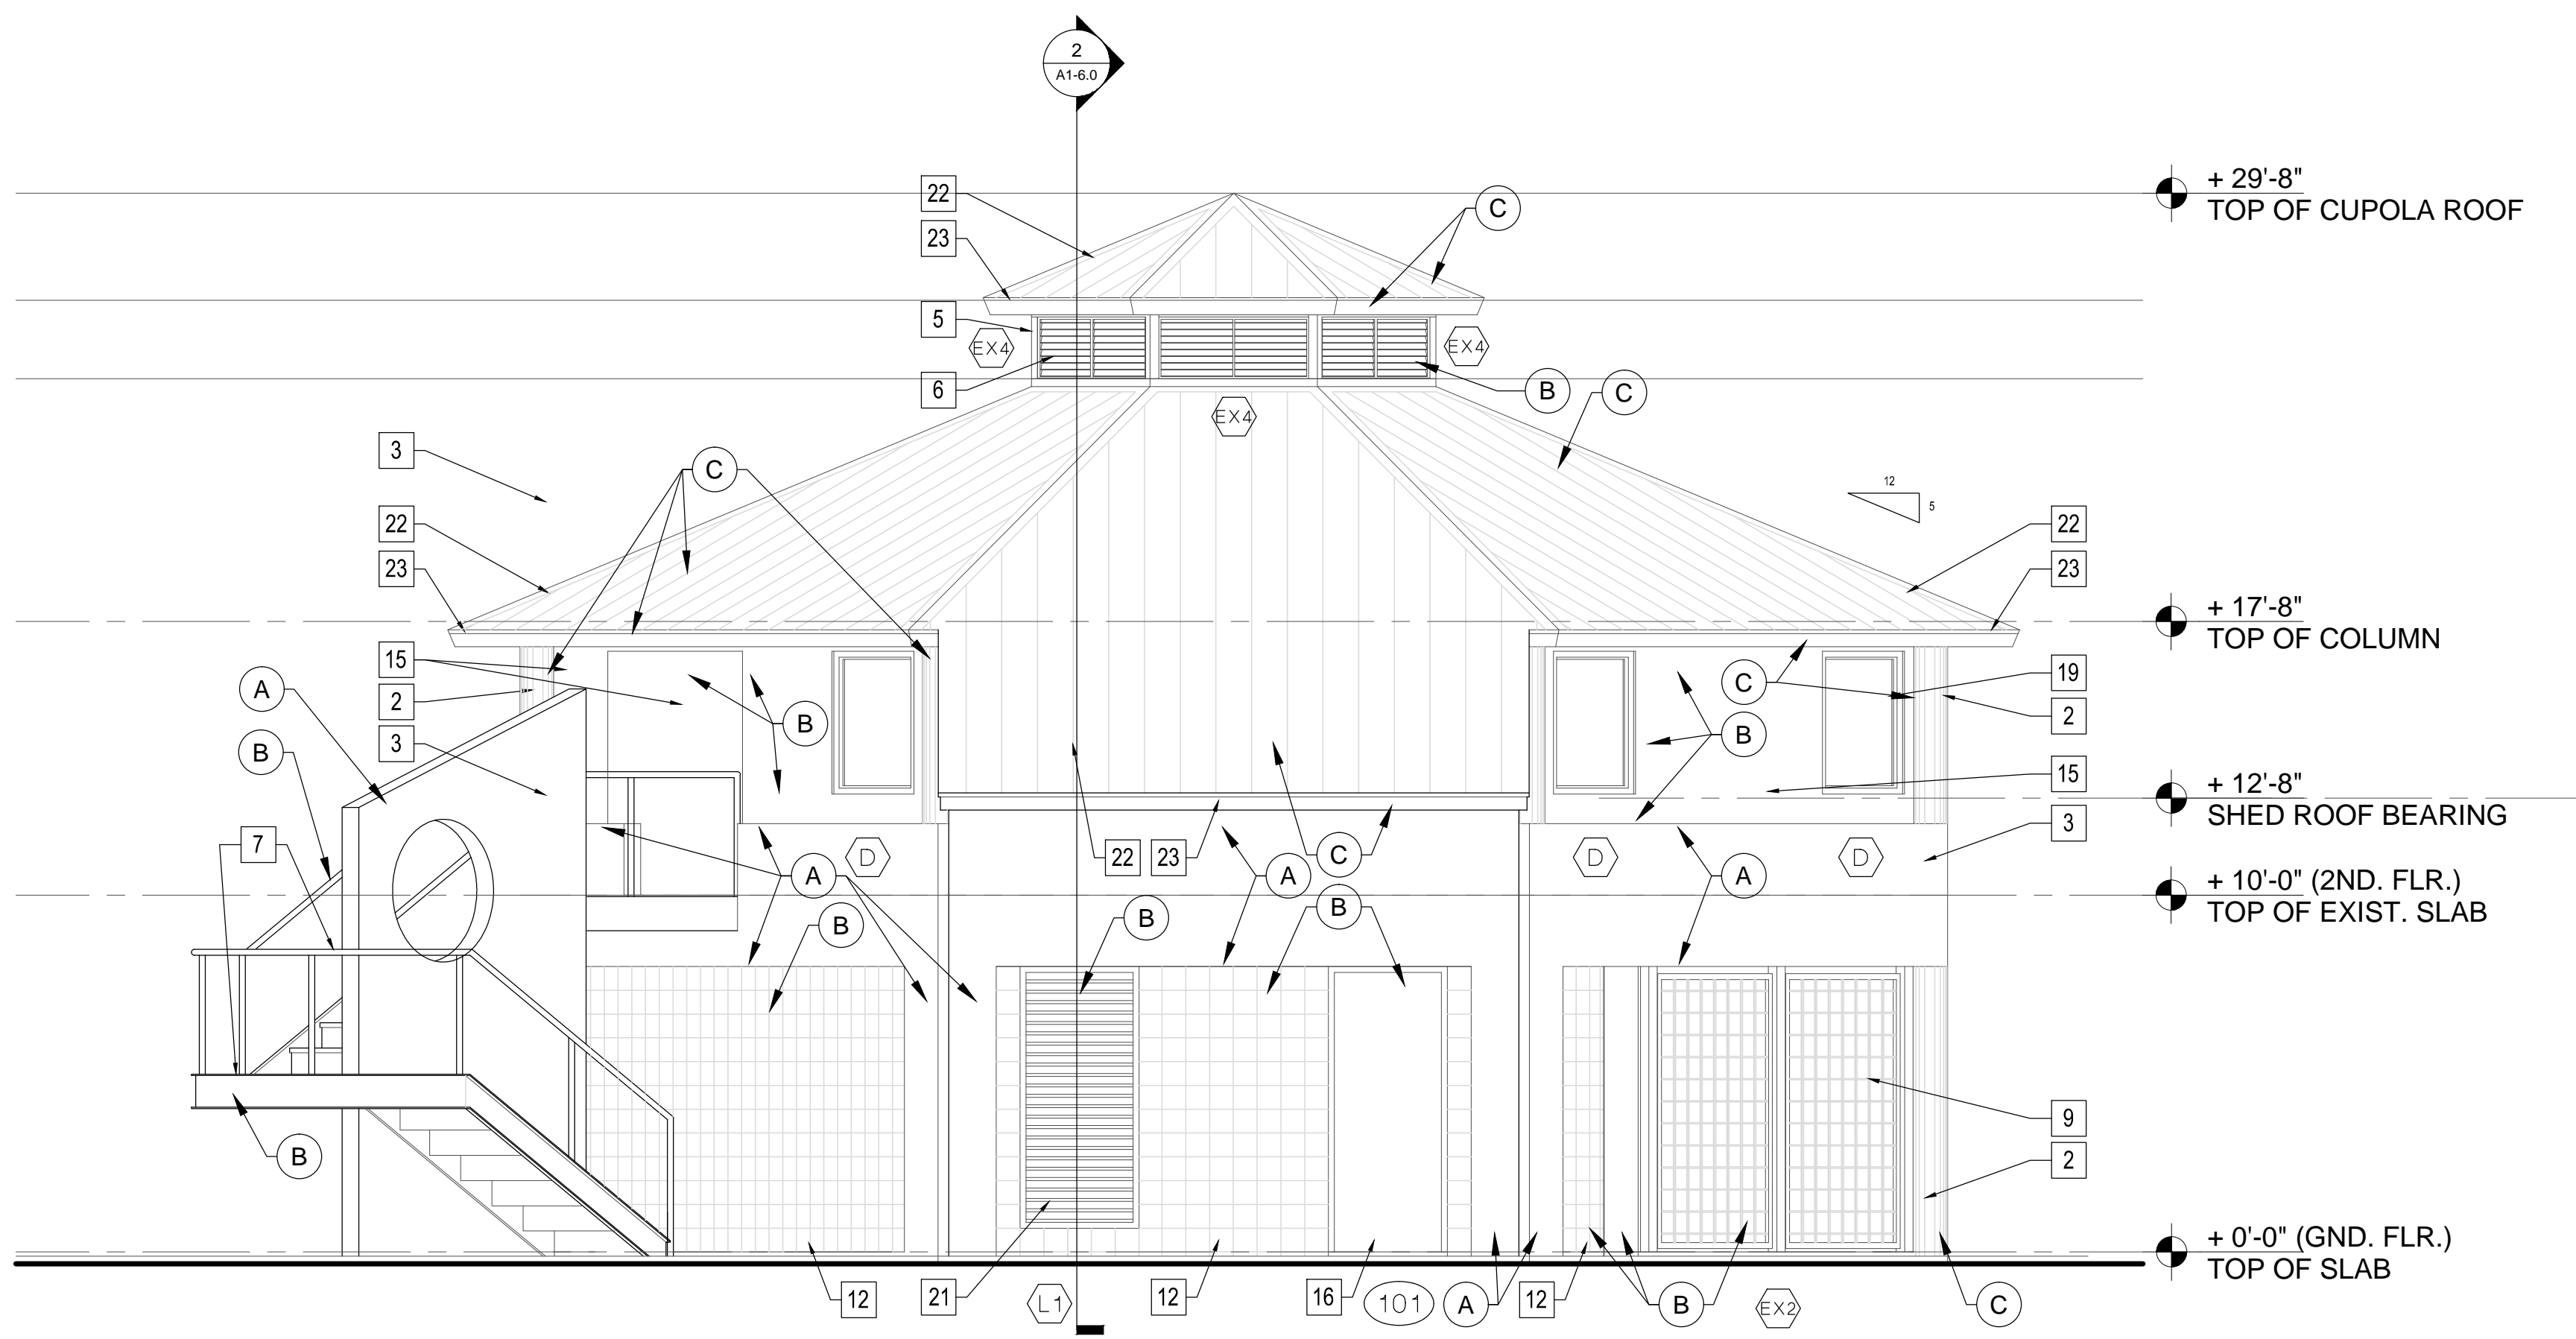 2
A1-6.0
+ 29'-8"
TOP OF CUPOLA ROOF
22
C
23
5
EX4
EX4
6
B
C
EX4
3
C
12
5
22
22
23
23
+ 17'-8"
TOP OF COLUMN
15
19
A
2
C
2
B
B
B
3
15
+ 12'-8"
SHED ROOF BEARING
3
7
D
22
23
C
D
D
A
A
A
+ 10'-0" (2ND. FLR.)
TOP OF EXIST. SLAB
B
B
B
9
B
2
+ 0'-0" (GND. FLR.)
TOP OF SLAB
12
21
L1
12
16
101
A
12
B
EX2
C